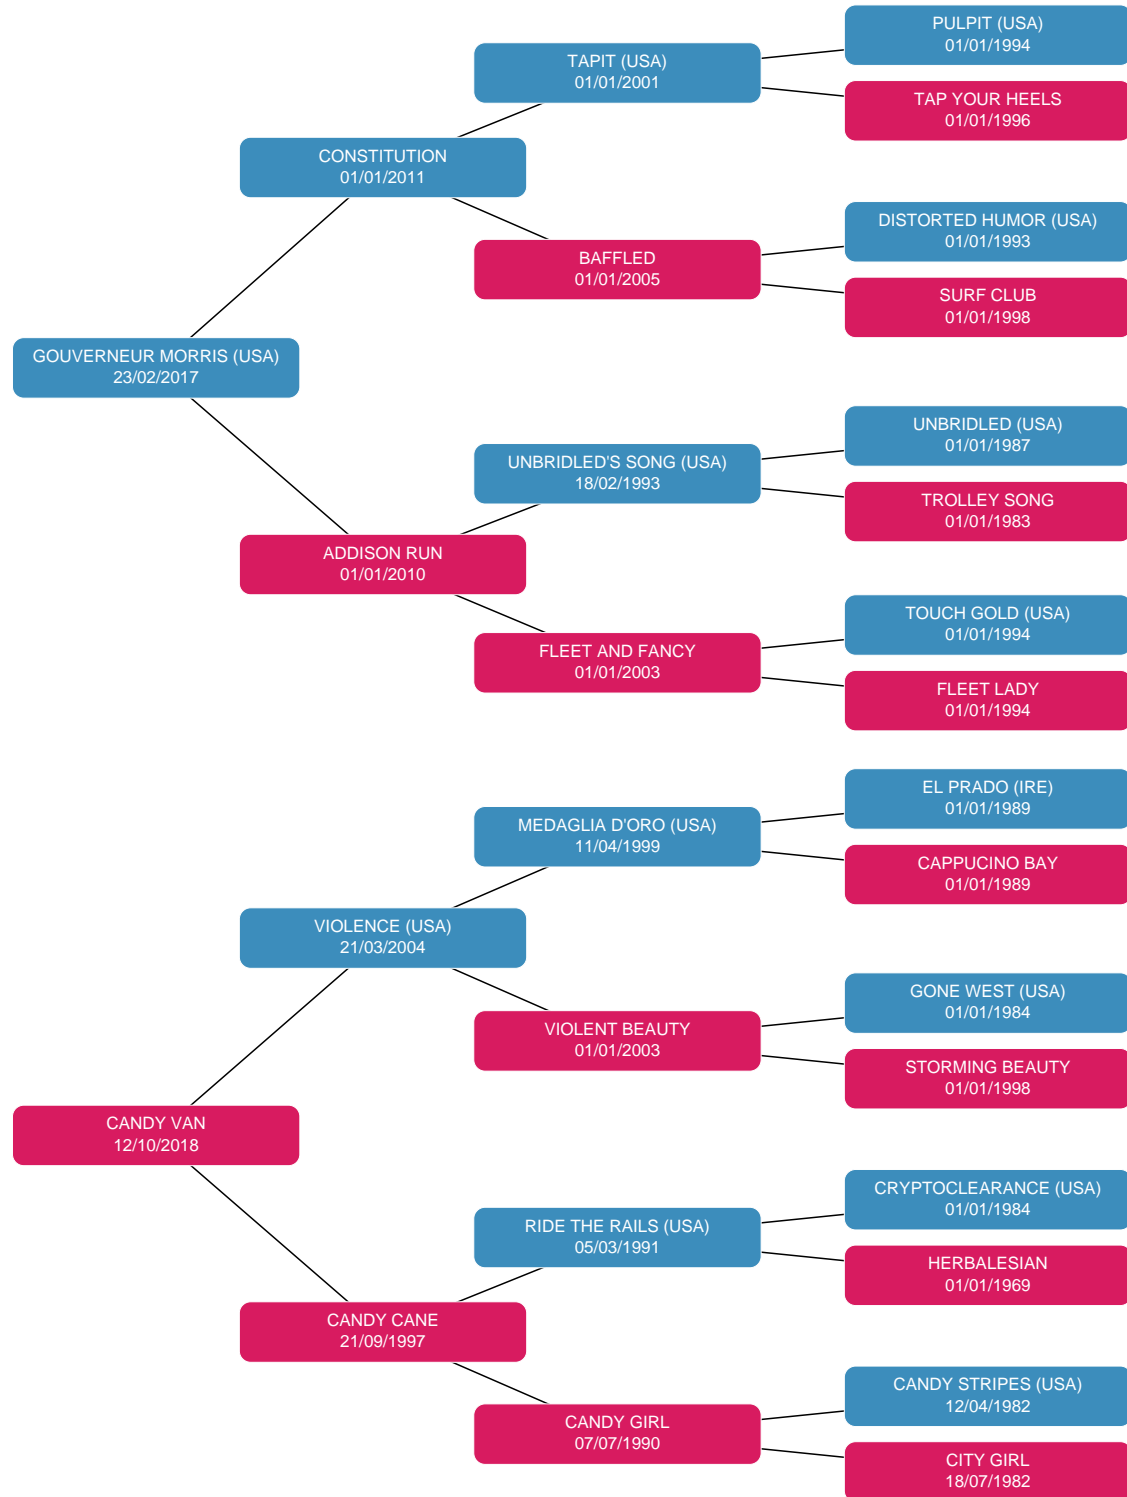 PULPIT (USA)
01/01/1994
TAPIT (USA)
01/01/2001
TAP YOUR HEELS
01/01/1996
CONSTITUTION
01/01/2011
DISTORTED HUMOR (USA)
01/01/1993
BAFFLED
01/01/2005
SURF CLUB
01/01/1998
GOUVERNEUR MORRIS (USA)
23/02/2017
UNBRIDLED (USA)
01/01/1987
UNBRIDLED'S SONG (USA)
18/02/1993
TROLLEY SONG
01/01/1983
ADDISON RUN
01/01/2010
TOUCH GOLD (USA)
01/01/1994
FLEET AND FANCY
01/01/2003
FLEET LADY
01/01/1994
EL PRADO (IRE)
01/01/1989
MEDAGLIA D'ORO (USA)
11/04/1999
CAPPUCINO BAY
01/01/1989
VIOLENCE (USA)
21/03/2004
GONE WEST (USA)
01/01/1984
VIOLENT BEAUTY
01/01/2003
STORMING BEAUTY
01/01/1998
CANDY VAN
12/10/2018
CRYPTOCLEARANCE (USA)
01/01/1984
RIDE THE RAILS (USA)
05/03/1991
HERBALESIAN
01/01/1969
CANDY CANE
21/09/1997
CANDY STRIPES (USA)
12/04/1982
CANDY GIRL
07/07/1990
CITY GIRL
18/07/1982